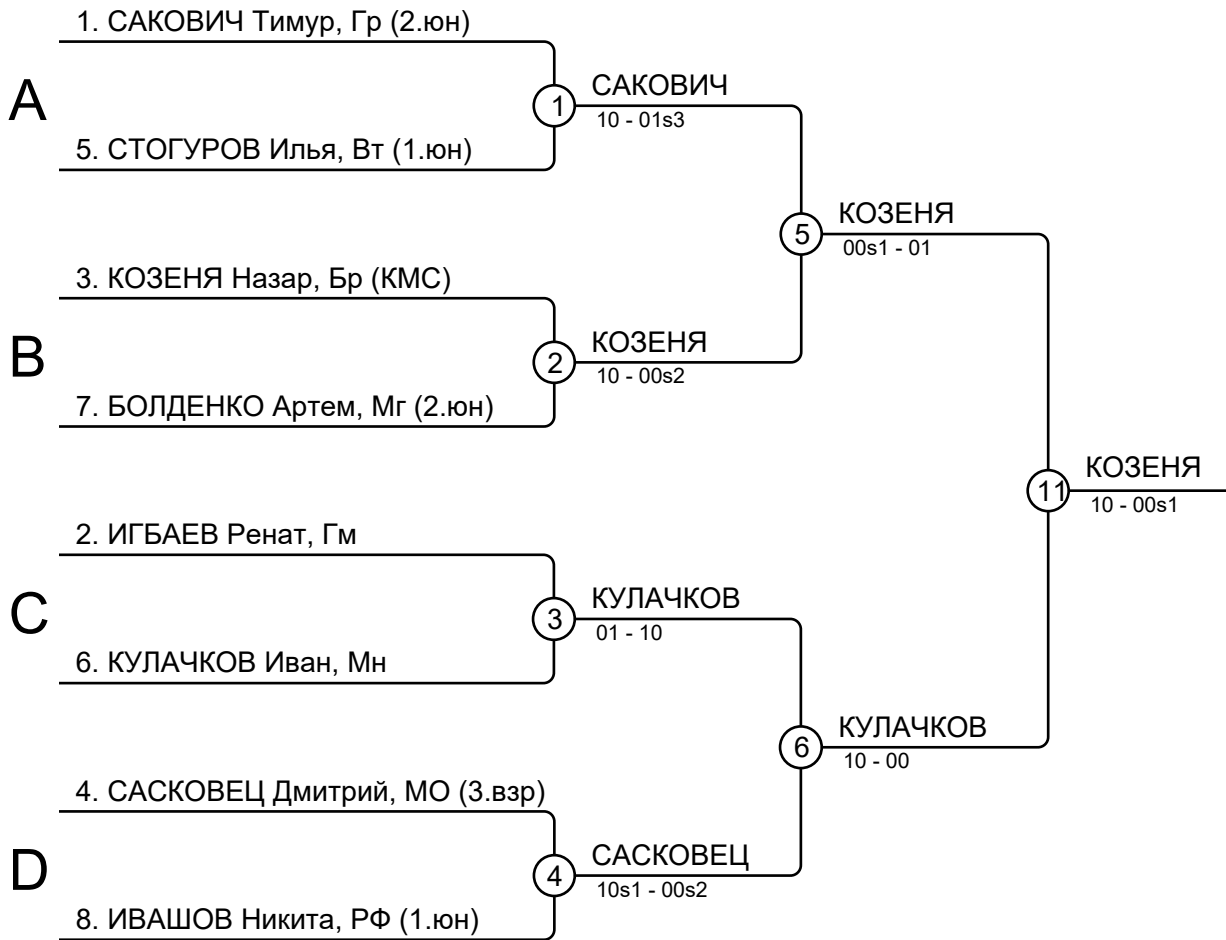 1. САКОВИЧ Тимур, Гр (2.юн)
A
1
САКОВИЧ
10 - 01s3
5. СТОГУРОВ Илья, Вт (1.юн)
5
КОЗЕНЯ
00s1 - 01
3. КОЗЕНЯ Назар, Бр (КМС)
B
2
КОЗЕНЯ
10 - 00s2
7. БОЛДЕНКО Артем, Мг (2.юн)
11
КОЗЕНЯ
10 - 00s1
2. ИГБАЕВ Ренат, Гм
C
3
КУЛАЧКОВ
01 - 10
6. КУЛАЧКОВ Иван, Мн
6
КУЛАЧКОВ
10 - 00
4. САСКОВЕЦ Дмитрий, МО (3.взр)
D
4
САСКОВЕЦ
10s1 - 00s2
8. ИВАШОВ Никита, РФ (1.юн)